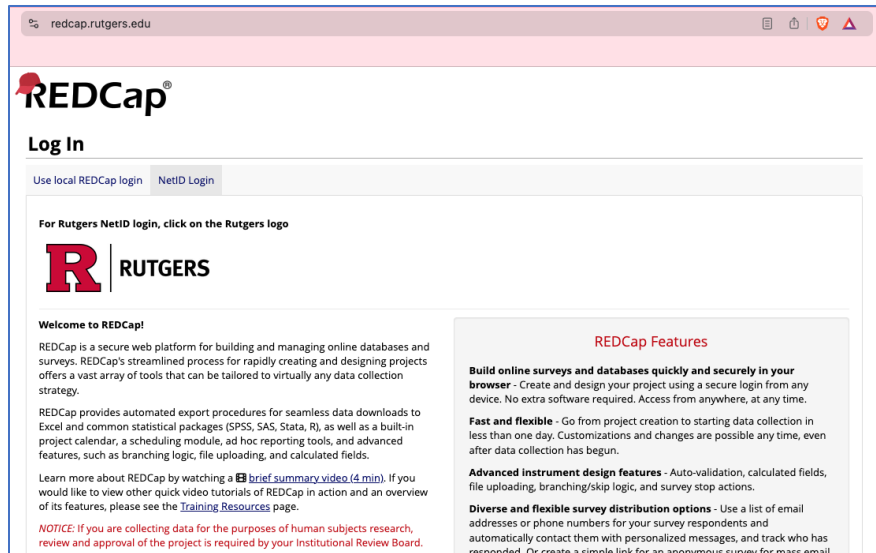 redcap.rutgers.edu
REDCap®
Log In
Use local REDCap login NetID Login
For Rutgers NetID login, click on the Rutgers logo
R RUTGERS
Welcome to REDCap!
REDCap is a secure web platform for building and managing online databases and
surveys. REDCap's streamlined process for rapidly creating and designing projects
offers a vast array of tools that can be tailored to virtually any data collection
strategy.
REDCap provides automated export procedures for seamless data downloads to
Excel and common statistical packages (SPSS, SAS, Stata, R), as well as a built-in
project calendar, a scheduling module, ad hoc reporting tools, and advanced
features, such as branching logic, file uploading, and calculated fields.
Learn more about REDCap by watching a brief summary video (4 min). If you
would like to view other quick video tutorials of REDCap in action and an overview
of its features, please see the Training Resources page.
NOTICE: If you are collecting data for the purposes of human subjects research,
review and approval of the project is required by your Institutional Review Board.
REDCap Features
Build online surveys and databases quickly and securely in your
browser - Create and design your project using a secure login from any
device. No extra software required. Access from anywhere, at any time.
Fast and flexible - Go from project creation to starting data collection in
less than one day. Customizations and changes are possible any time, even
after data collection has begun.
Advanced instrument design features - Auto-validation, calculated fields,
file uploading, branching/skip logic, and survey stop actions.
Diverse and flexible survey distribution options - Use a list of email
addresses or phone numbers for your survey respondents and
automatically contact them with personalized messages, and track who has
responded. Or create a simple link for an anonymous survey for mass email